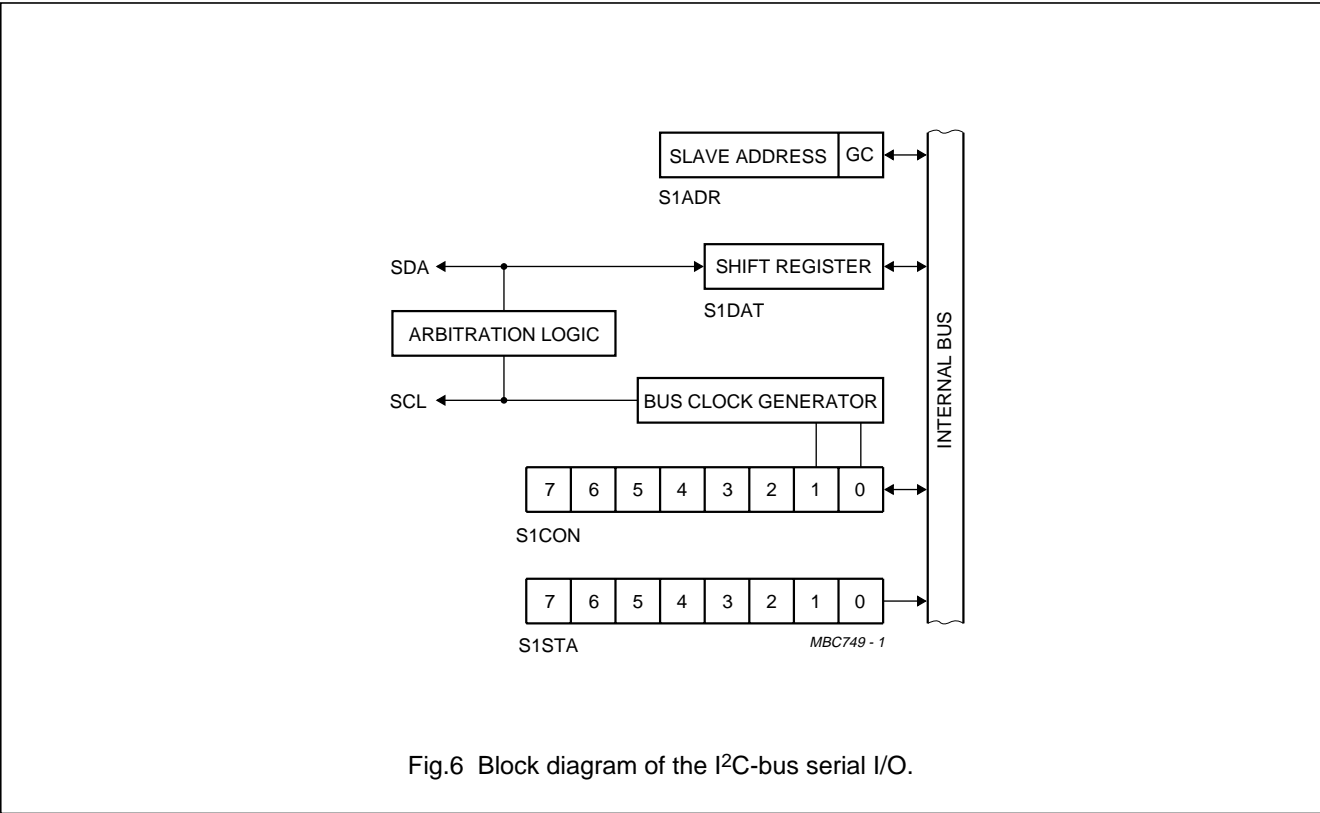 SLAVE ADDRESS GC
S1ADR
SDA
SHIFT REGISTER
S1DAT
ARBITRATION LOGIC
SCL
BUS CLOCK GENERATOR
INTERNAL BUS
7 6 5 4 3 2 1 0
S1CON
7 6 5 4 3 2 1 0
S1STA
MBC749 - 1
Fig.6 Block diagram of the I²C-bus serial I/O.